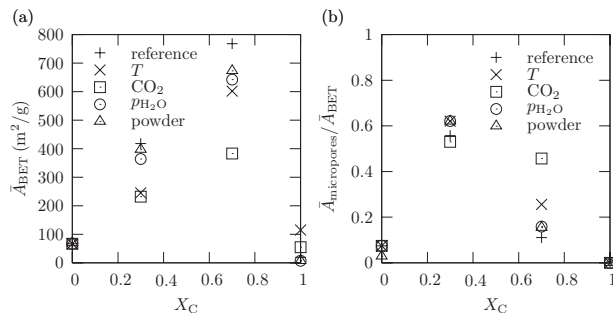 (a)
800
700
600
500
400
300
200
100
0
0 0.2 0.4 0.6 0.8 1
Ā_BET (m²/g)
X_C
reference
T
CO₂
p_H₂O
powder
(b)
1
0.8
0.6
0.4
0.2
0
0 0.2 0.4 0.6 0.8 1
Ā_micropores/Ā_BET
X_C
reference
T
CO₂
p_H₂O
powder